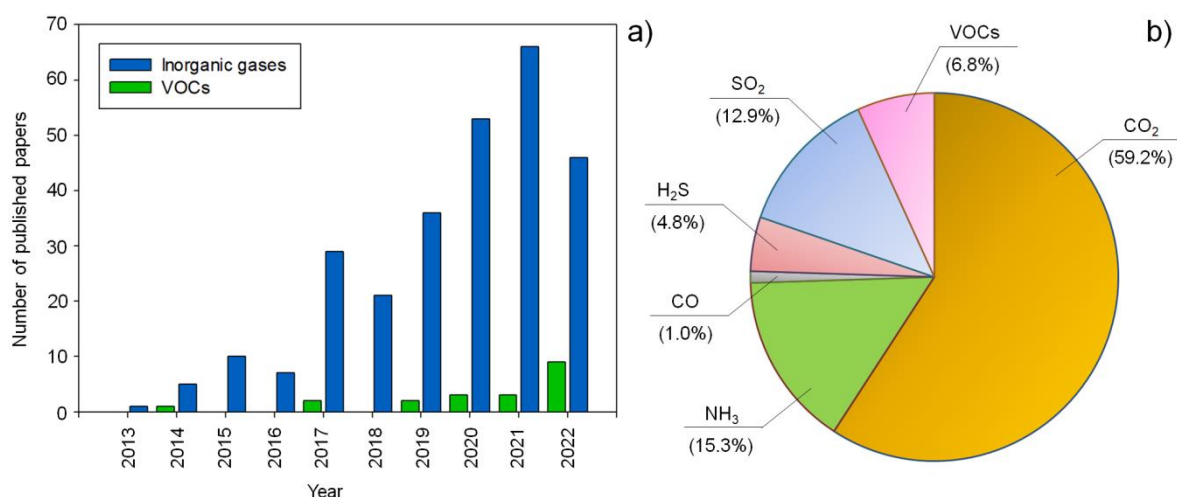 70
60
50
40
30
20
10
0
Number of published papers
Inorganic gases
VOCs
2013
2014
2015
2016
2017
2018
2019
2020
2021
2022
Year
a)
b)
VOCs
(6.8%)
SO₂
(12.9%)
CO₂
(59.2%)
H₂S
(4.8%)
CO
(1.0%)
NH₃
(15.3%)